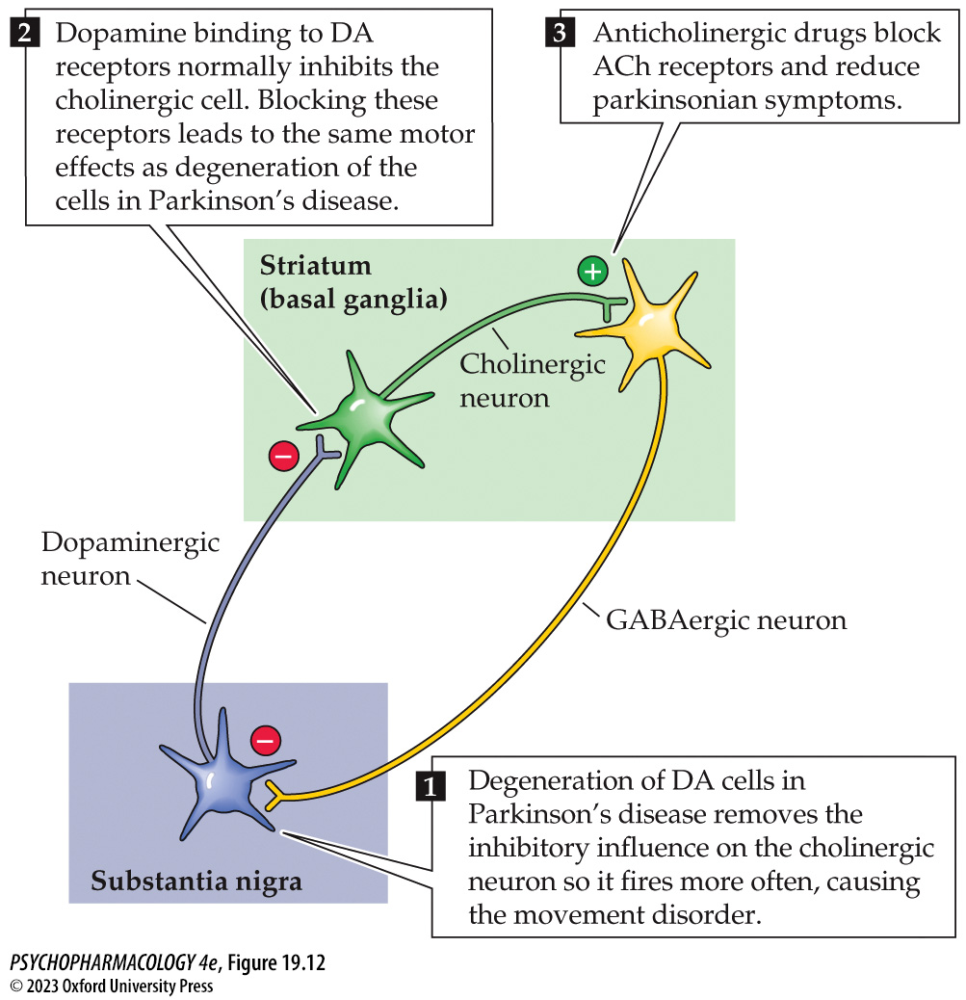 2 Dopamine binding to DA
receptors normally inhibits the
cholinergic cell. Blocking these
receptors leads to the same motor
effects as degeneration of the
cells in Parkinson’s disease.
3 Anticholinergic drugs block
ACh receptors and reduce
parkinsonian symptoms.
Striatum
(basal ganglia)
+
Cholinergic
neuron
−
Dopaminergic
neuron
GABAergic neuron
−
1 Degeneration of DA cells in
Parkinson’s disease removes the
inhibitory influence on the cholinergic
neuron so it fires more often, causing
the movement disorder.
Substantia nigra
PSYCHOPHARMACOLOGY 4e, Figure 19.12
© 2023 Oxford University Press